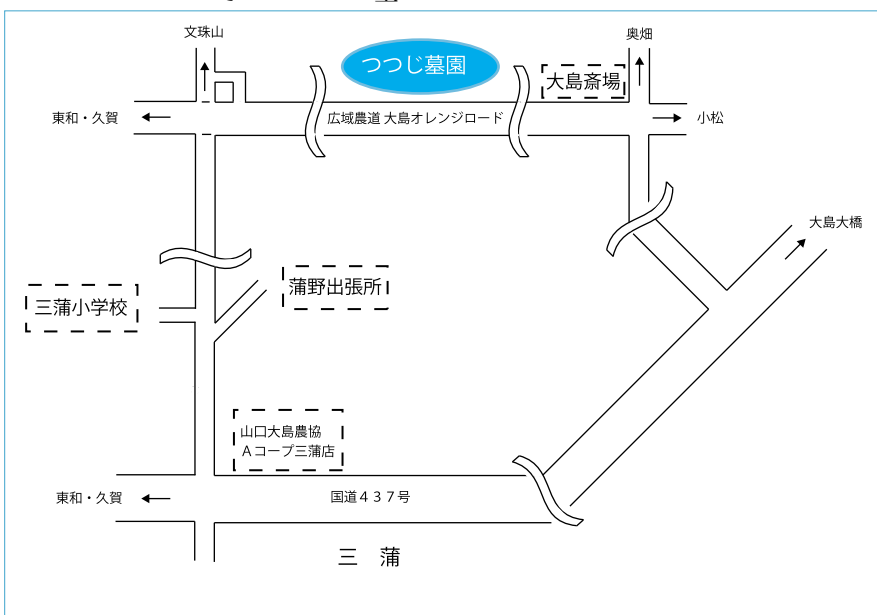 文珠山
奥畑
つつじ墓園
大島斎場
東和・久賀
広域農道 大島オレンジロード
小松
大島大橋
蒲野出張所
三蒲小学校
山口大島農協
Ａコープ三蒲店
東和・久賀
国道４３７号
三　蒲